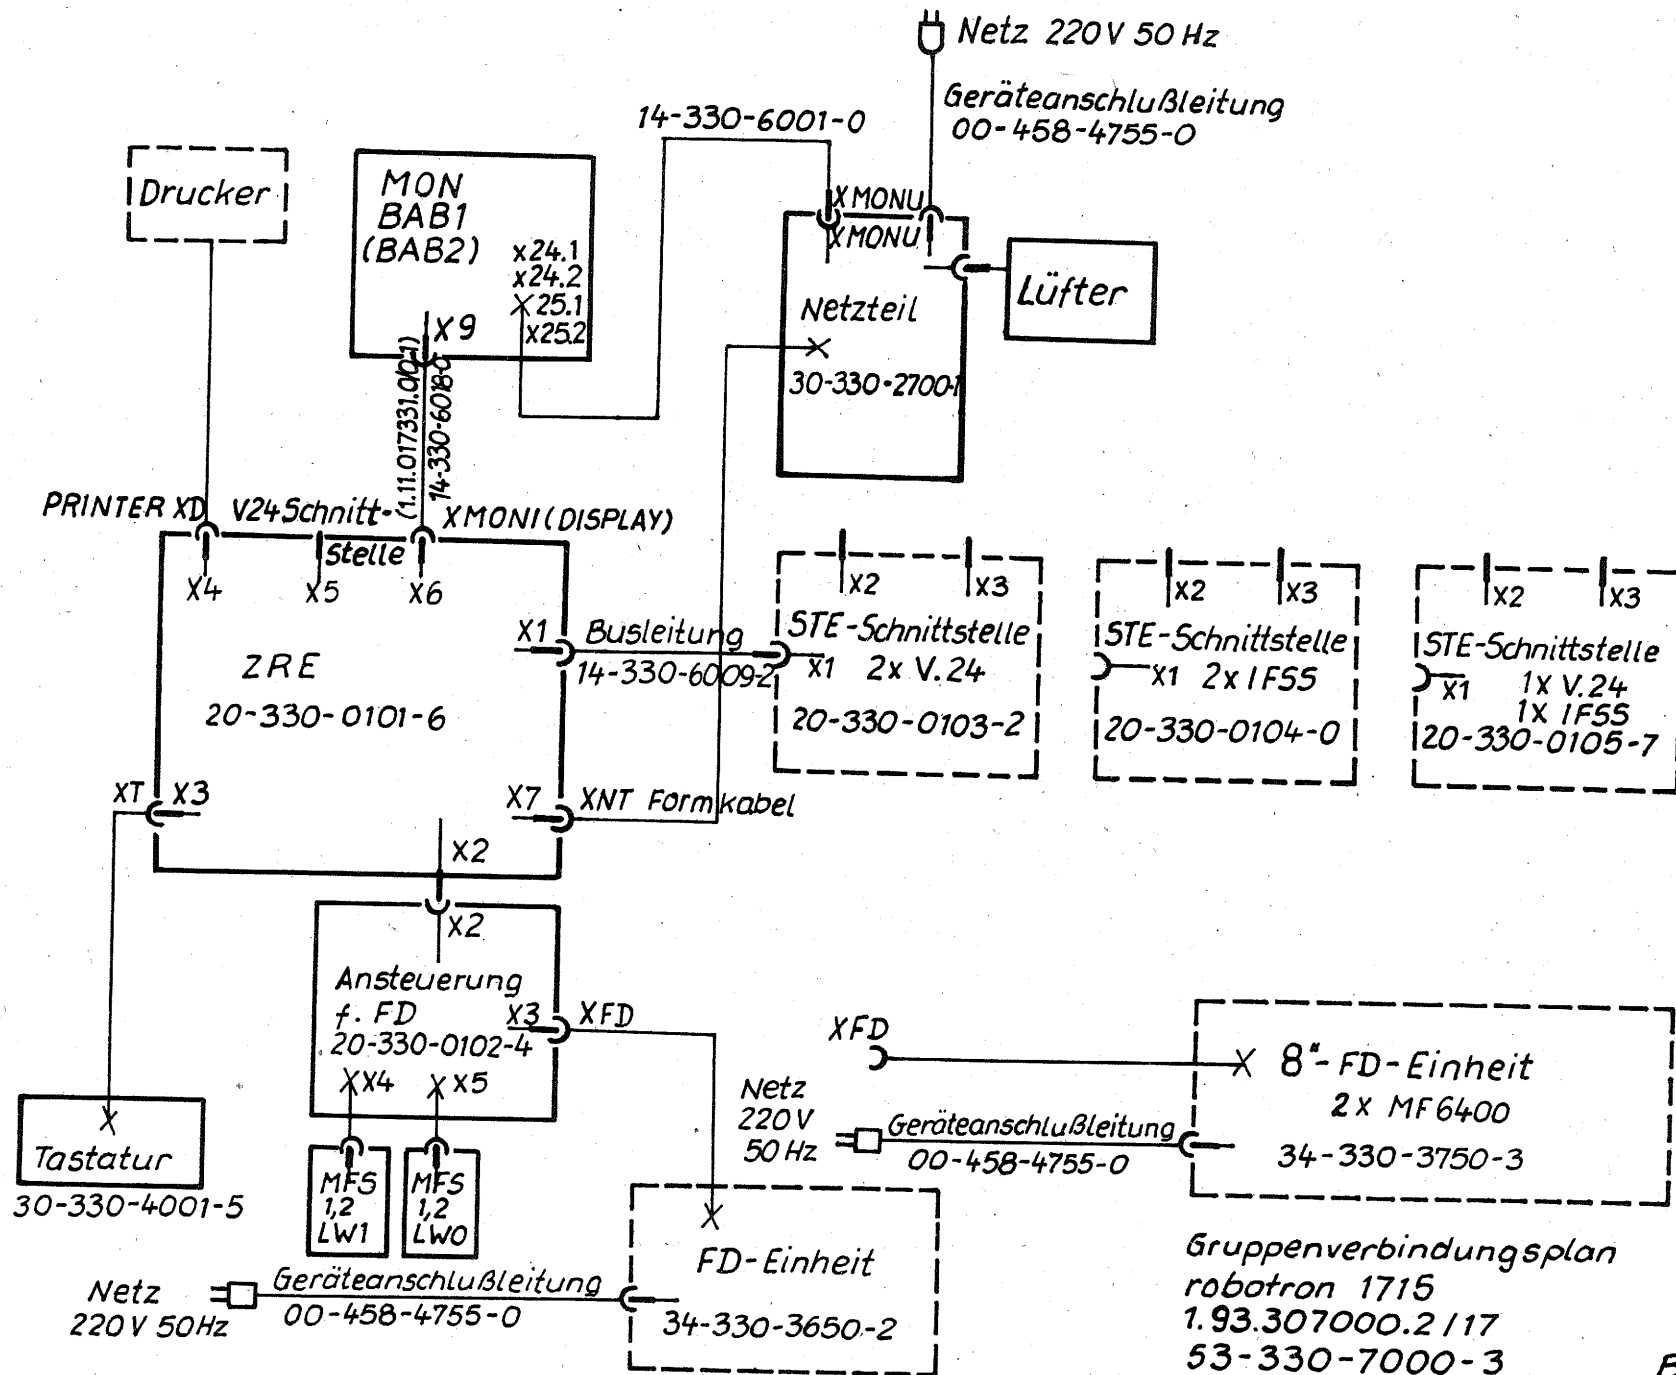 Netz 220V 50 Hz
Geräteanschlußleitung
00-458-4755-0
14-330-6001-0
Drucker
MON
BAB1
(BAB2)
x24.1
x24.2
X25.1
x25.2
X9
XMONU
XMONU
Lüfter
Netzteil
30-330-2700-1
(1.11.017331.0/0-1)
14-330-6018-0
PRINTER XD
V24 Schnitt-
stelle
XMONI (DISPLAY)
X4
X5
X6
X1
Busleitung
14-330-6009-2
ZRE
20-330-0101-6
X2
X3
STE-Schnittstelle
X1 2x V.24
20-330-0103-2
X2
X3
STE-Schnittstelle
X1 2x IFSS
20-330-0104-0
X2
X3
STE-Schnittstelle
X1 1x V.24
1x IFSS
20-330-0105-7
XT X3
X7 XNT Formkabel
X2
X2
Ansteuerung
f. FD
20-330-0102-4
X3 XFD
X4
X5
Tastatur
30-330-4001-5
MFS
1,2
LW1
MFS
1,2
LW0
XFD
8"-FD-Einheit
2x MF6400
34-330-3750-3
Netz
220V
50 Hz
Geräteanschlußleitung
00-458-4755-0
FD-Einheit
34-330-3650-2
Netz
220V 50Hz
Geräteanschlußleitung
00-458-4755-0
Gruppenverbindungsplan
robotron 1715
1.93.307000.2/17
53-330-7000-3